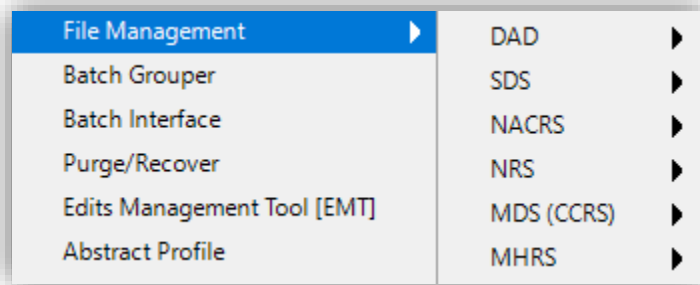 File Management
Batch Grouper
Batch Interface
Purge/Recover
Edits Management Tool [EMT]
Abstract Profile
DAD
SDS
NACRS
NRS
MDS (CCRS)
MHRS